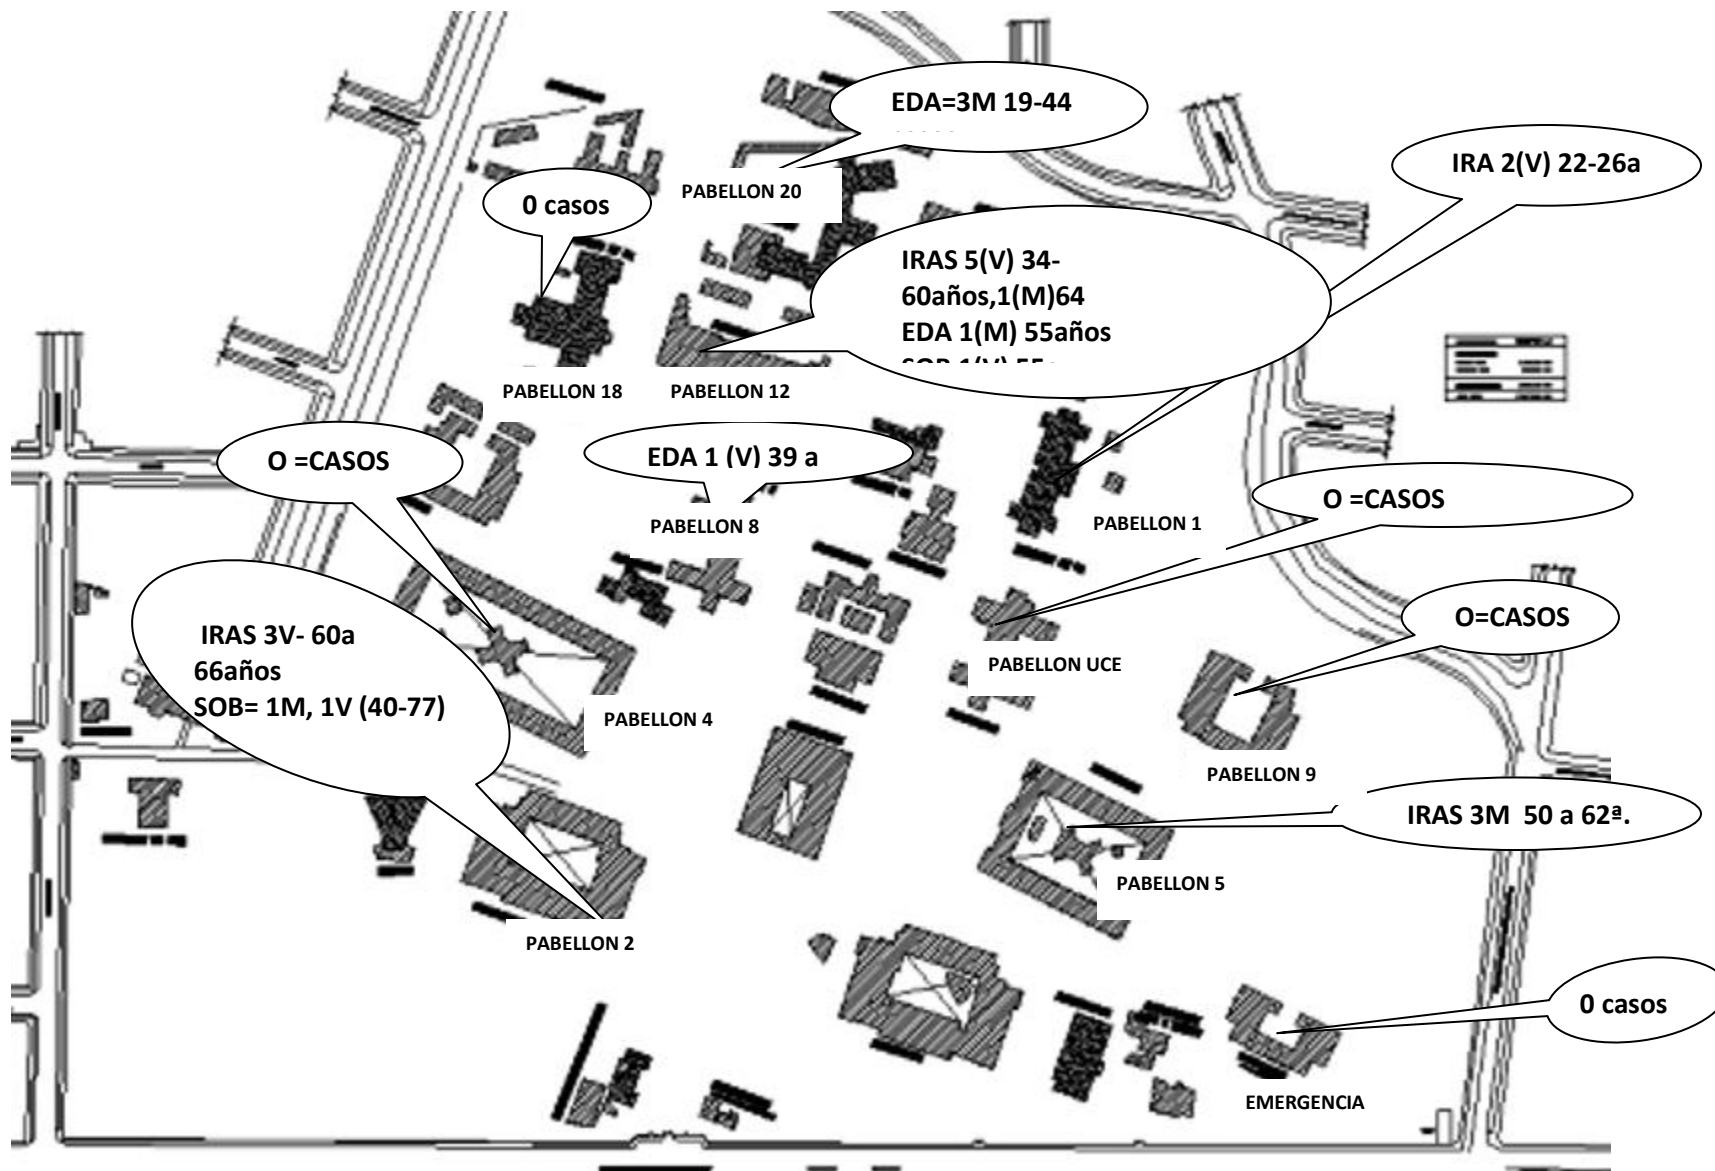 EDA=3M 19-44
IRA 2(V) 22-26a
0 casos
PABELLON 20
IRAS 5(V) 34-
60años,1(M)64
EDA 1(M) 55años
PABELLON 18
PABELLON 12
O =CASOS
EDA 1 (V) 39 a
O =CASOS
PABELLON 8
PABELLON 1
IRAS 3V- 60a
66años
SOB= 1M, 1V (40-77)
O=CASOS
PABELLON UCE
PABELLON 4
PABELLON 9
IRAS 3M  50 a 62ª.
PABELLON 5
PABELLON 2
0 casos
EMERGENCIA